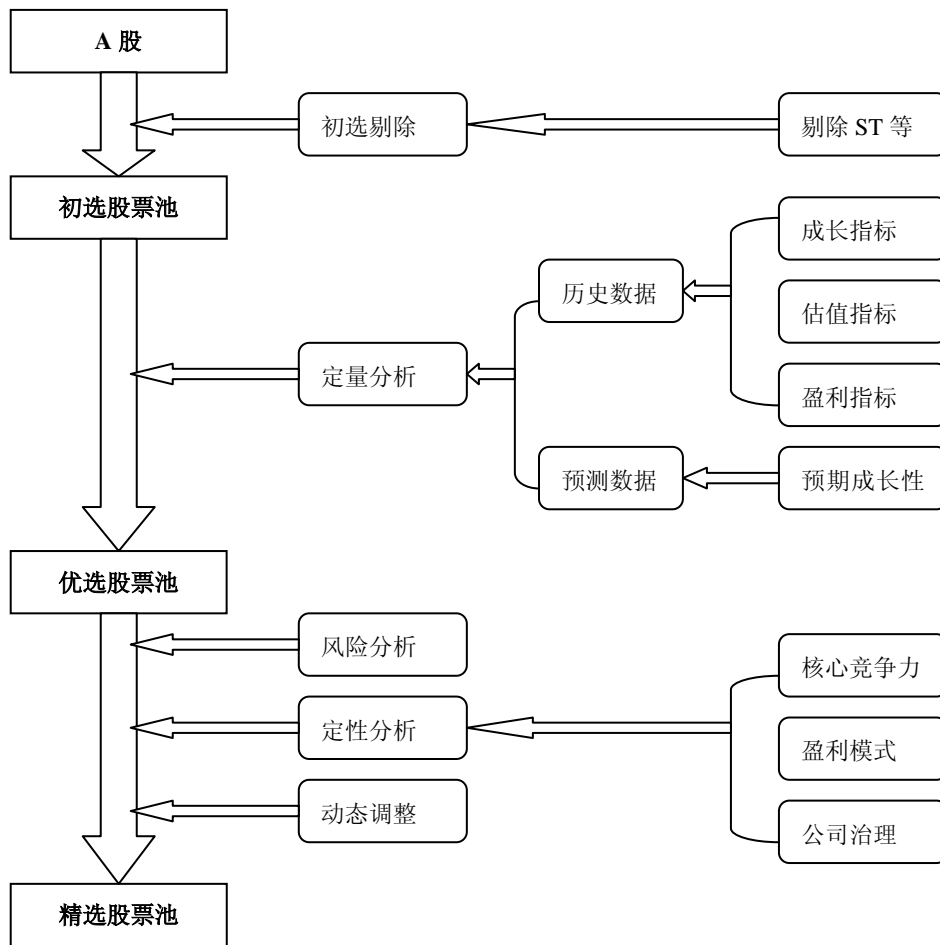 A 股
初选剔除
剔除 ST 等
初选股票池
成长指标
历史数据
估值指标
定量分析
盈利指标
预测数据
预期成长性
优选股票池
风险分析
核心竞争力
定性分析
盈利模式
动态调整
公司治理
精选股票池